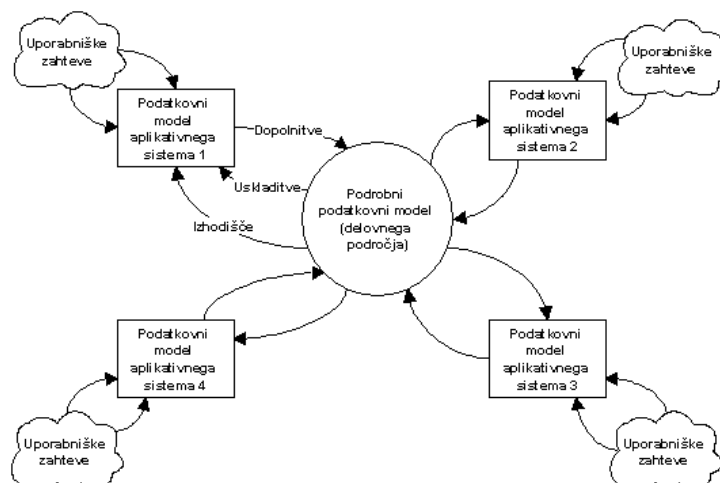 Uporabniške
zahteve
Podatkovni
model
aplikativnega
sistema 1
Dopolnitve
Uskladitve
Izhodišče
Podrobni
podatkovni model
(delovnega
področja)
Uporabniške
zahteve
Podatkovni
model
aplikativnega
sistema 2
Podatkovni
model
aplikativnega
sistema 4
Uporabniške
zahteve
Podatkovni
model
aplikativnega
sistema 3
Uporabniške
zahteve